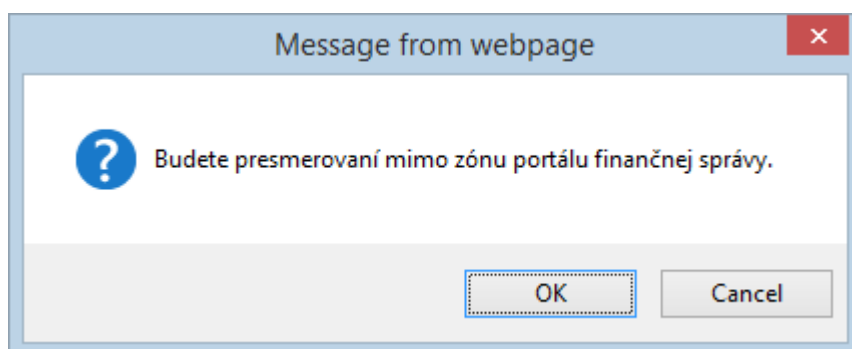 Message from webpage
Budete presmerovaní mimo zónu portálu finančnej správy.
OK
Cancel